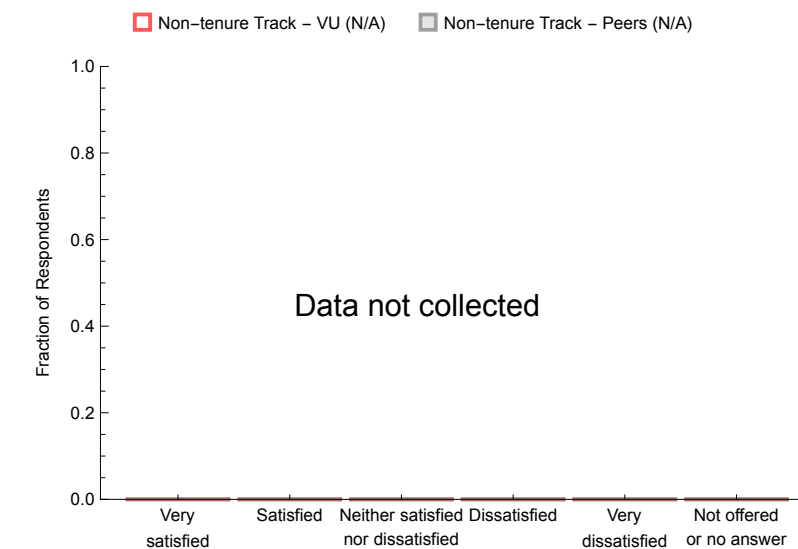 Non−tenure Track − VU (N/A) Non−tenure Track − Peers (N/A)
1.0
0.8
0.6
0.4
0.2
0.0
Fraction of Respondents
Data not collected
Very satisfied
Satisfied
Neither satisfied nor dissatisfied
Dissatisfied
Very dissatisfied
Not offered or no answer